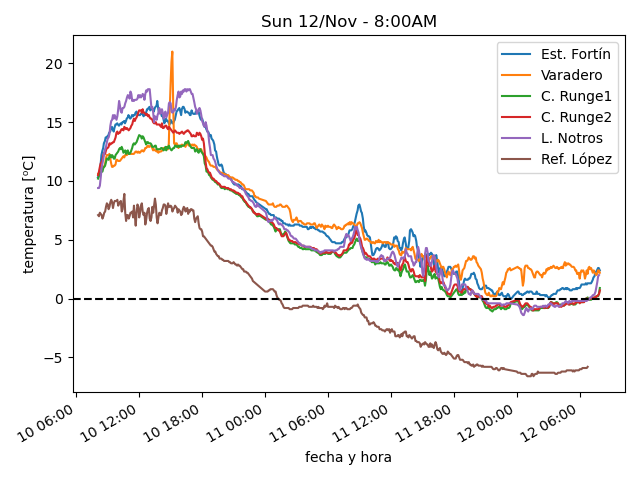 Sun 12/Nov - 8:00AM
Est. Fortín
Varadero
C. Runge1
C. Runge2
L. Notros
Ref. López
temperatura [°C]
20
15
10
5
0
−5
10 06:00
10 12:00
10 18:00
11 00:00
11 06:00
11 12:00
11 18:00
12 00:00
12 06:00
fecha y hora